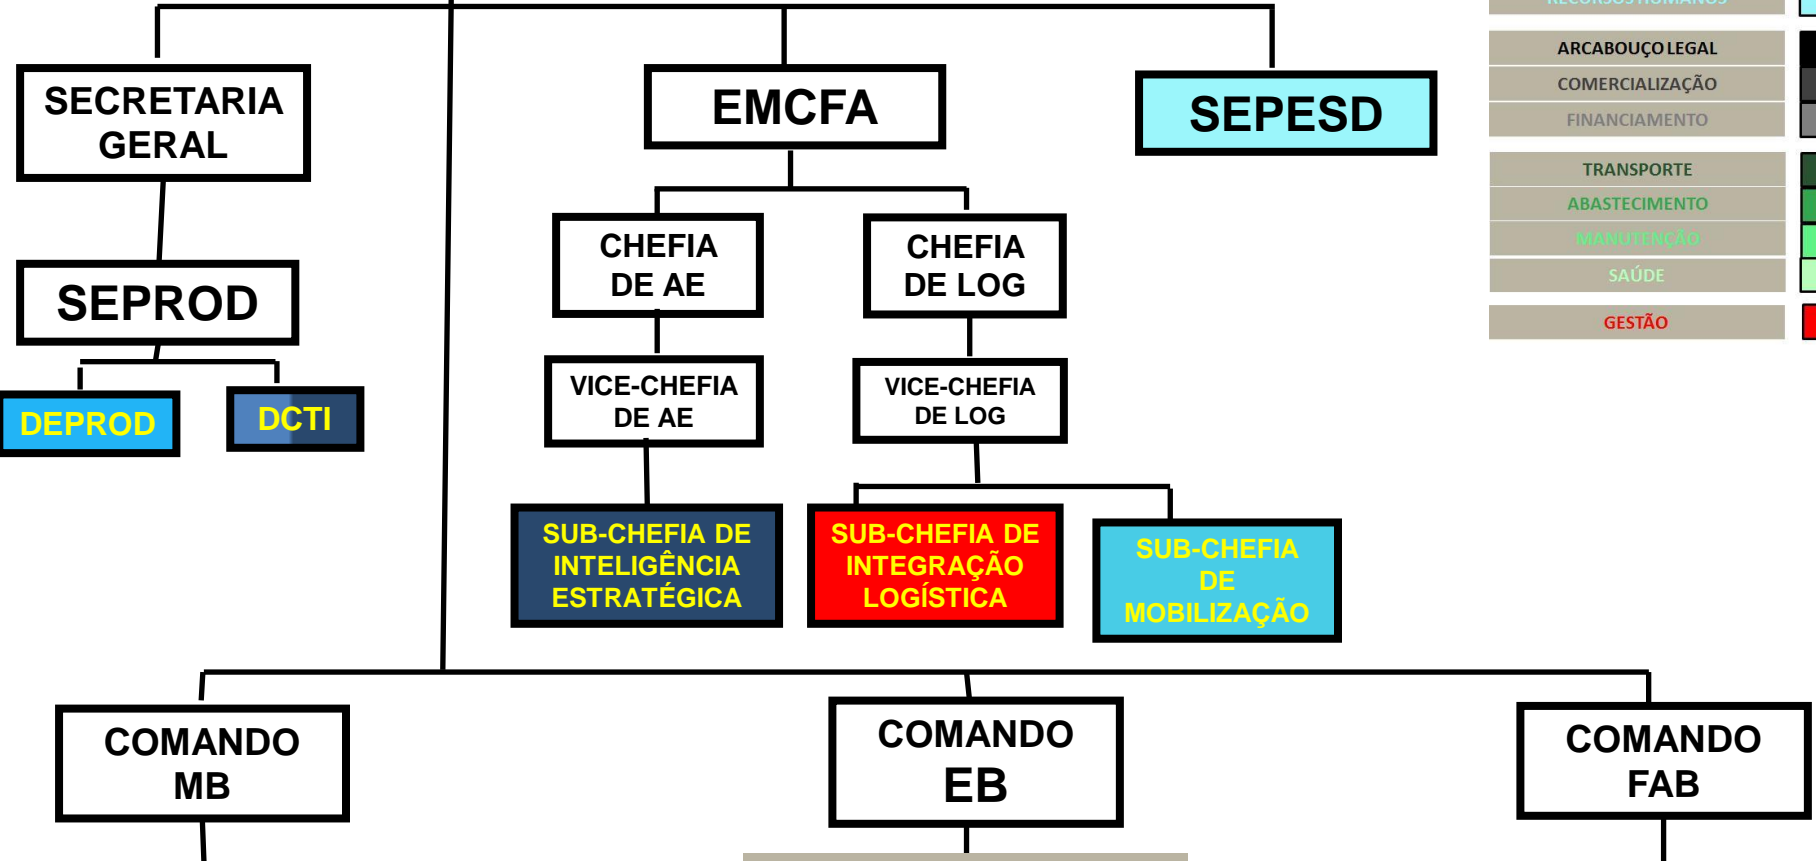 RECURSOS HUMANOS
ARCABOUÇO LEGAL
COMERCIALIZAÇÃO
FINANCIAMENTO
TRANSPORTE
ABASTECIMENTO
MANUTENÇÃO
SAÚDE
GESTÃO
SECRETARIA
GERAL
EMCFA
SEPESD
SEPROD
CHEFIA
DE AE
CHEFIA
DE LOG
DEPROD
DCTI
VICE-CHEFIA
DE AE
VICE-CHEFIA
DE LOG
SUB-CHEFIA DE
INTELIGÊNCIA
ESTRATÉGICA
SUB-CHEFIA DE
INTEGRAÇÃO
LOGÍSTICA
SUB-CHEFIA
DE
MOBILIZAÇÃO
COMANDO
MB
COMANDO
EB
COMANDO
FAB